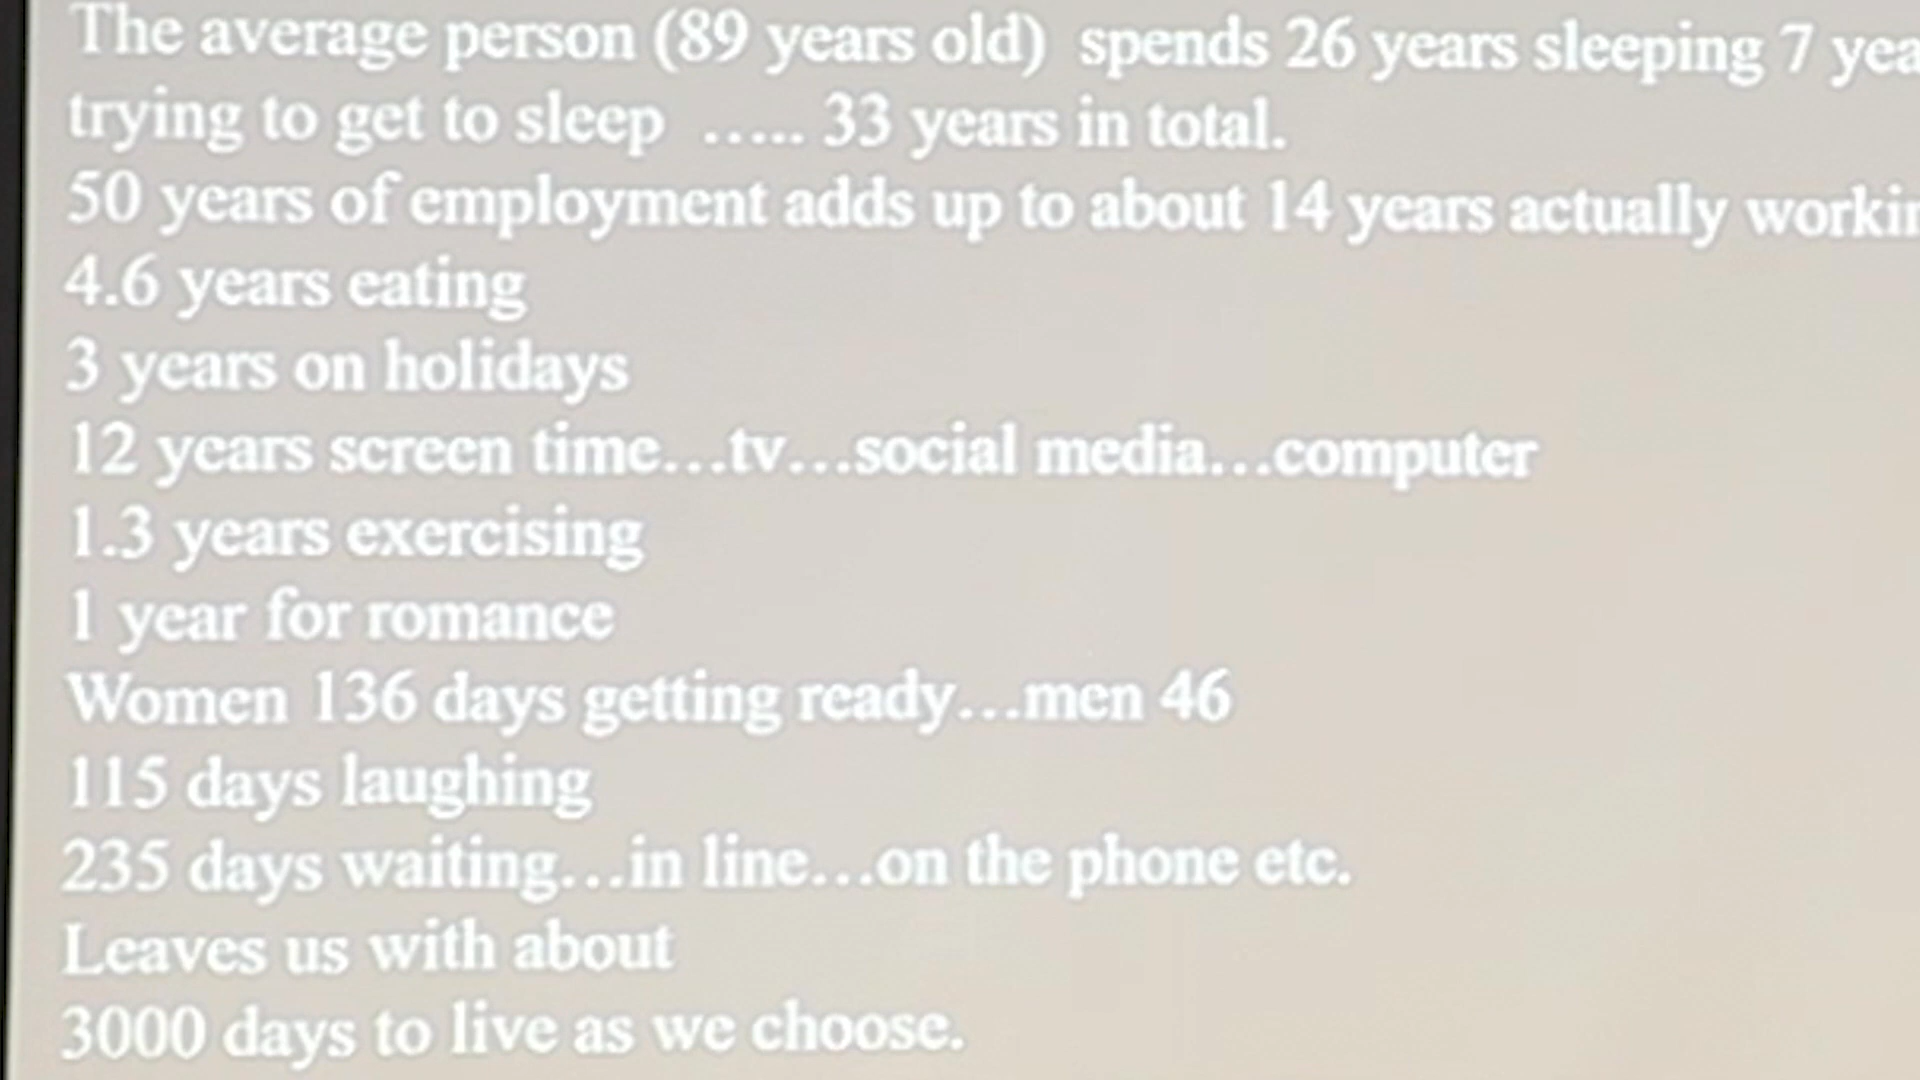 The average person (89 years old) spends 26 years sleeping 7 yea
trying to get to sleep ..... 33 years in total.
50 years of employment adds up to about 14 years actually workin
4.6 years eating
3 years on holidays
12 years screen time...tv...social media...computer
1.3 years exercising
1 year for romance
Women 136 days getting ready...men 46
115 days laughing
235 days waiting...in line...on the phone etc.
Leaves us with about
3000 days to live as we choose.